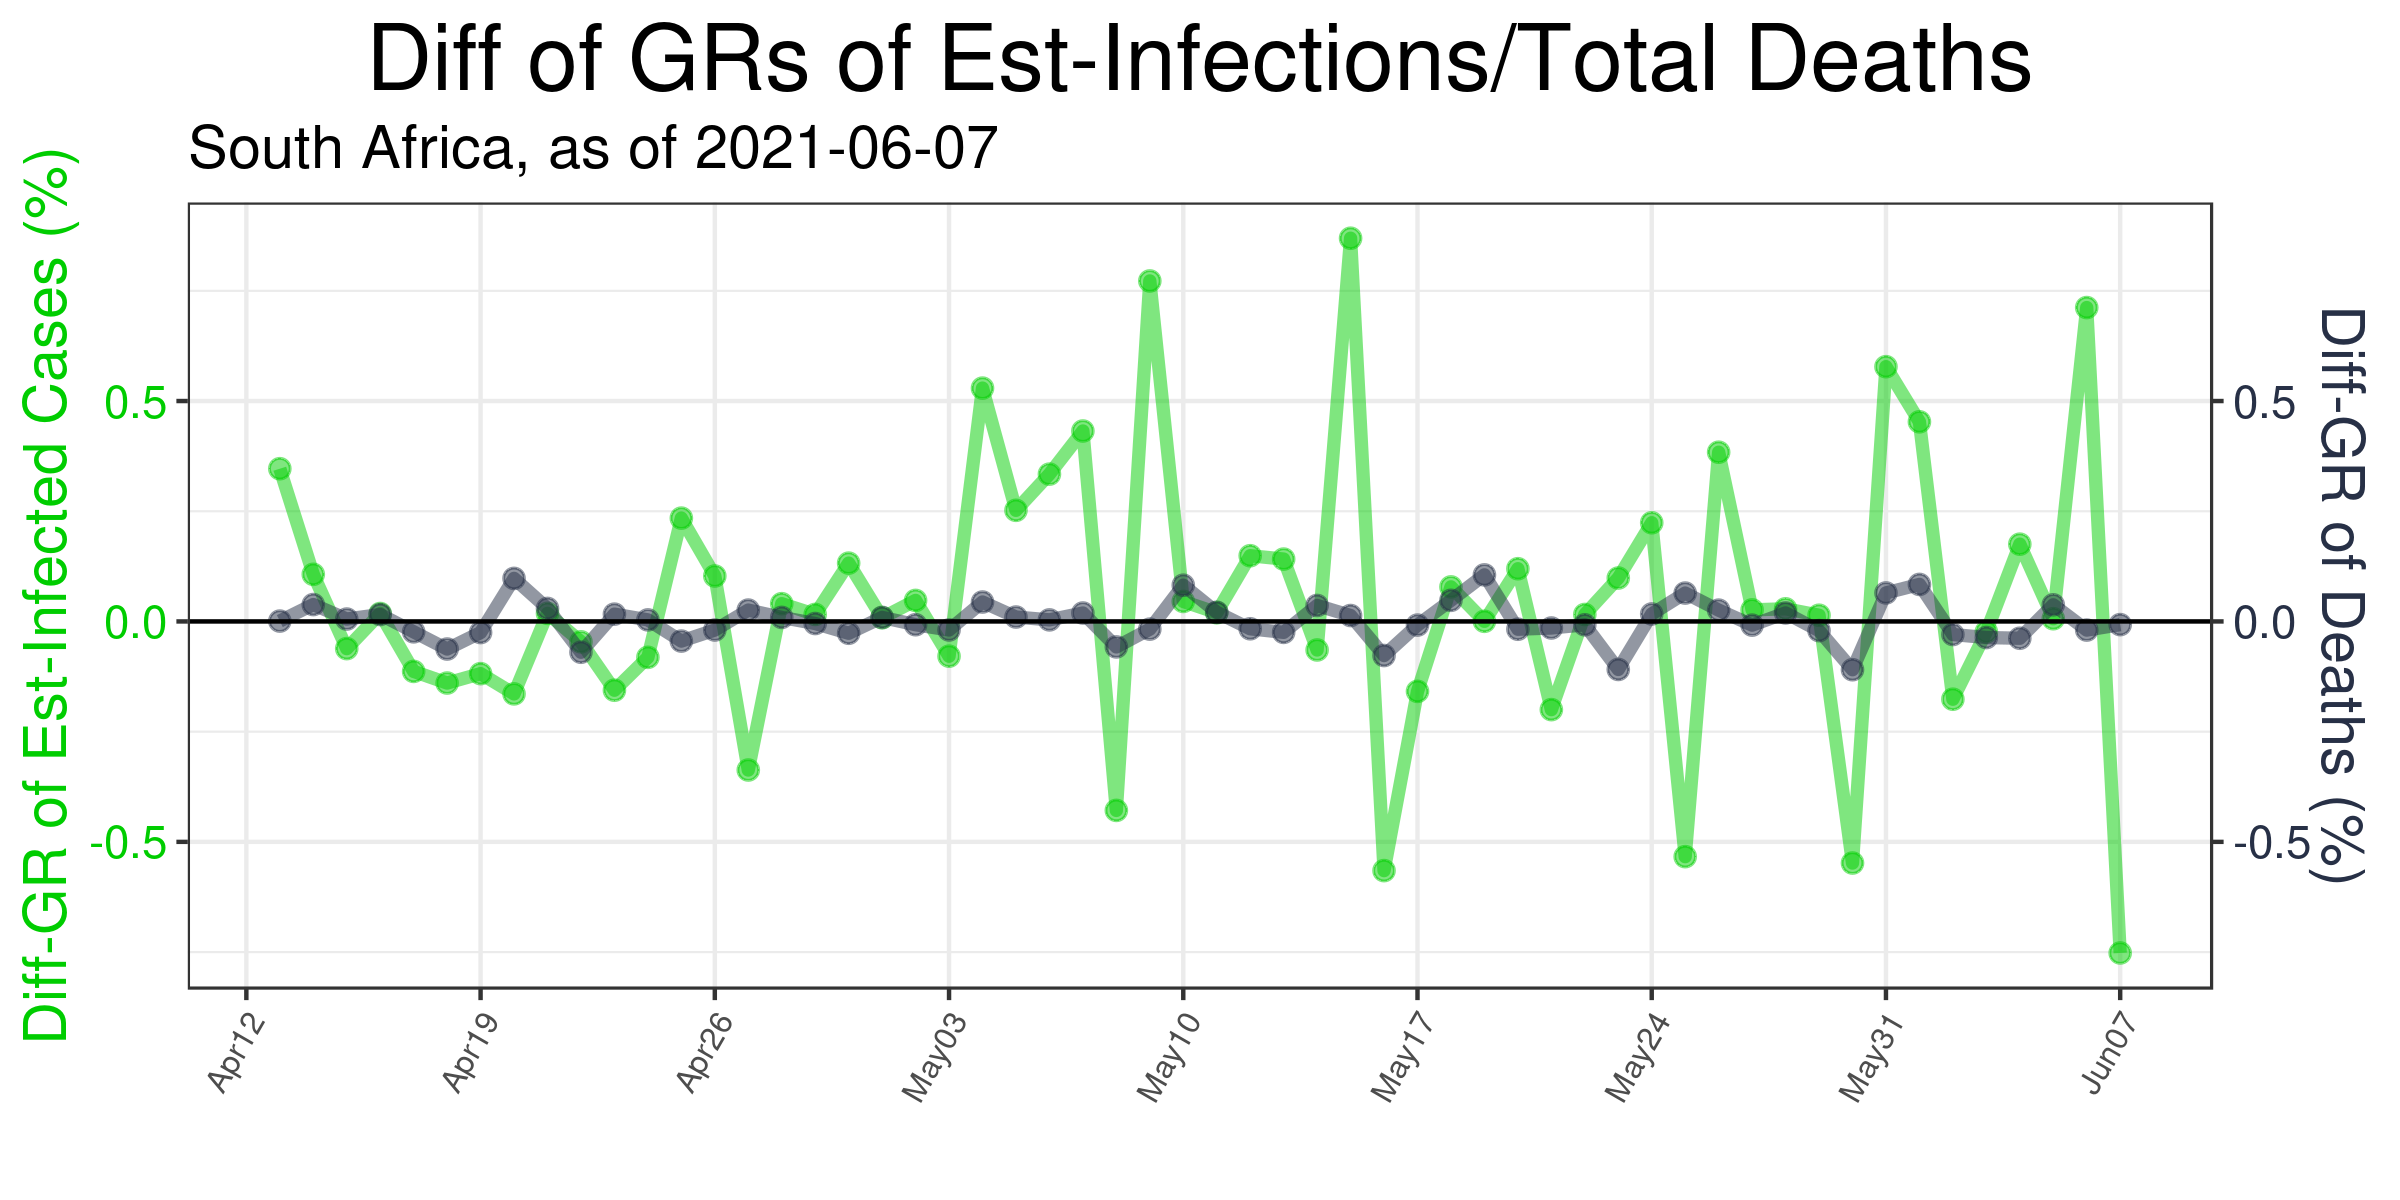 Diff of GRs of Est-Infections/Total Deaths
South Africa, as of 2021-06-07
Diff-GR of Est-Infected Cases (%)
0.5
0.0
-0.5
0.5
0.0
-0.5
Diff-GR of Deaths (%)
Apr12
Apr19
Apr26
May03
May10
May17
May24
May31
Jun07